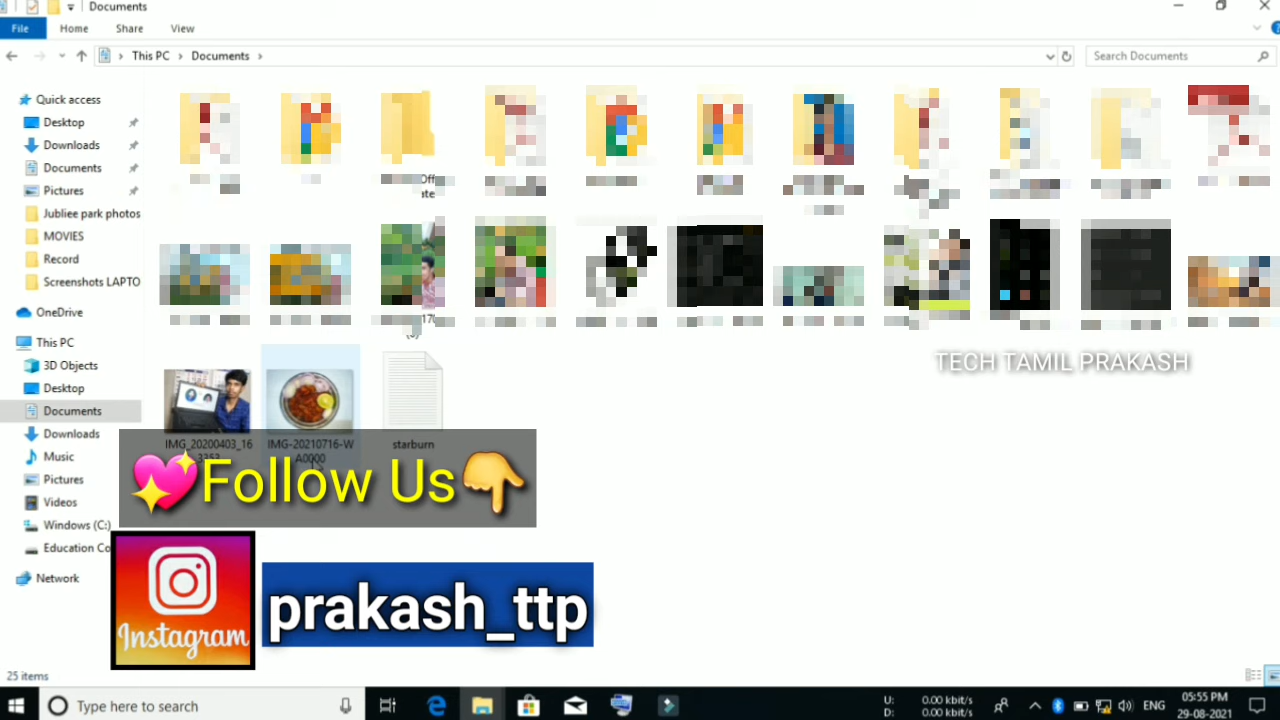 Documents
File Home Share View
This PC > Documents >
Search Documents
Quick access
Desktop
Downloads
Documents
Pictures
Jubliee park photos
MOVIES
Record
Screenshots LAPTO
OneDrive
This PC
3D Objects
Desktop
Documents
Downloads
Music
Pictures
Videos
Windows (C:)
Education Co
Network
TECH TAMIL PRAKASH
IMG_20200403_16
IMG-20210716-W
A0000
starburn
💖Follow Us👇
Instagram
prakash_ttp
25 items
Type here to search
U: 0.00 kbit/s
D: 0.00 kbit/s
ENG
05:55 PM
29-08-2021